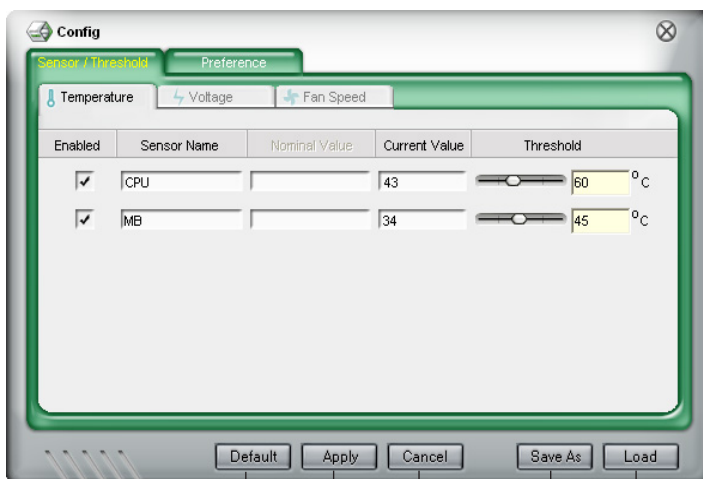 Config
Sensor / Threshold Preference
Temperature Voltage Fan Speed
Enabled Sensor Name Nominal Value Current Value Threshold
CPU 43 60 °C
MB 34 45 °C
Default Apply Cancel Save As Load